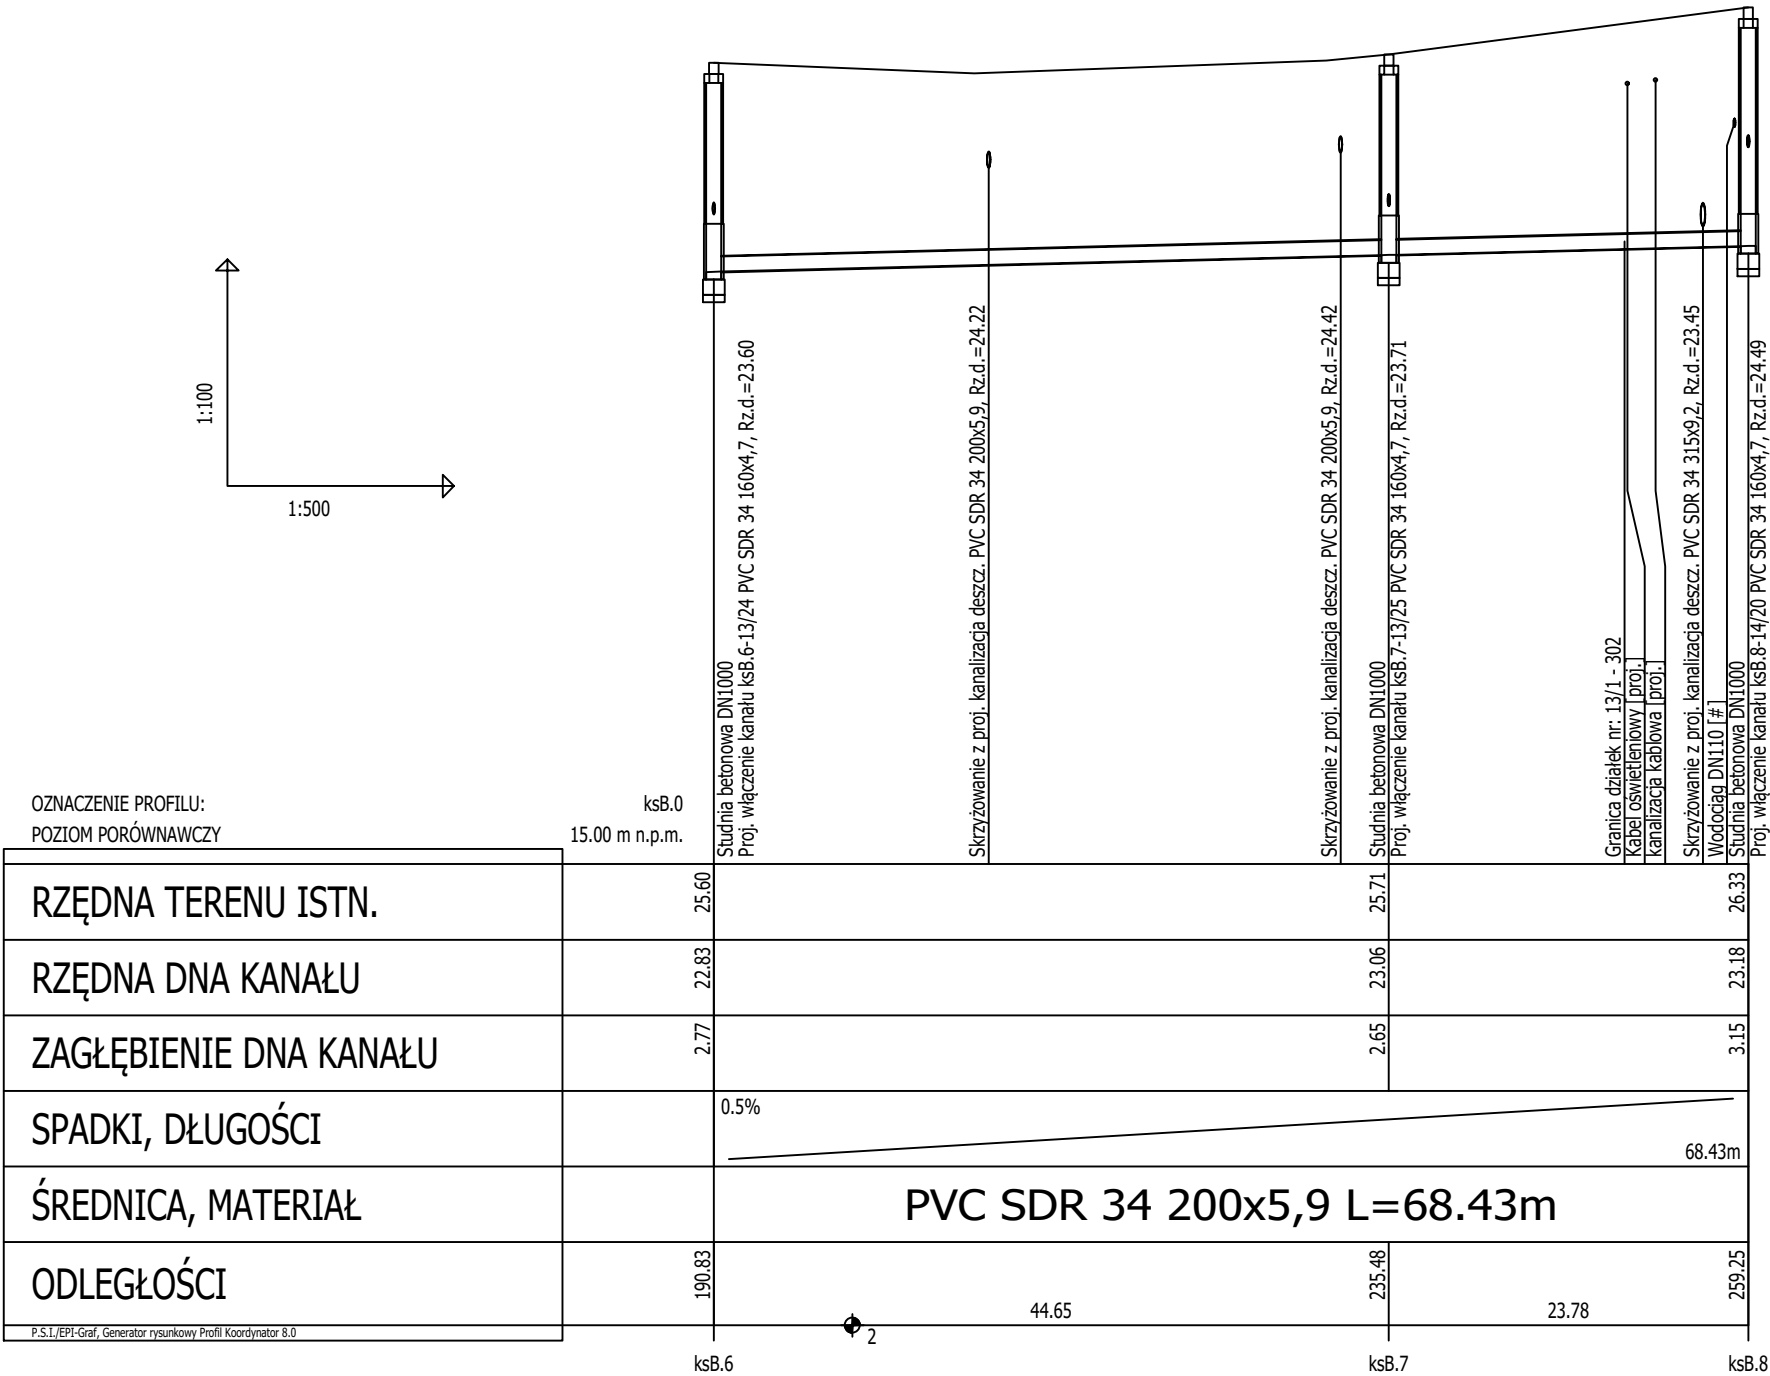 1:100
1:500
Studnia betonowa DN1000
Proj. włączenie kanału ksB.6-13/24 PVC SDR 34 160x4,7, Rz.d.=23.60
Skrzyżowanie z proj. kanalizacja deszcz. PVC SDR 34 200x5,9, Rz.d.=24.22
Skrzyżowanie z proj. kanalizacja deszcz. PVC SDR 34 200x5,9, Rz.d.=24.42
Studnia betonowa DN1000
Proj. włączenie kanału ksB.7-13/25 PVC SDR 34 160x4,7, Rz.d.=23.71
Granica działek nr: 13/1 - 302
Kabel oświetleniowy [proj.]
kanalizacja kablowa [proj.]
Skrzyżowanie z proj. kanalizacja deszcz. PVC SDR 34 315x9,2, Rz.d.=23.45
Wodociąg DN110 [#]
Studnia betonowa DN1000
Proj. włączenie kanału ksB.8-14/20 PVC SDR 34 160x4,7, Rz.d.=24.49
OZNACZENIE PROFILU: ksB.0
POZIOM PORÓWNAWCZY 15.00 m n.p.m.
RZĘDNA TERENU ISTN. 25.60 25.71 26.33
RZĘDNA DNA KANAŁU 22.83 23.06 23.18
ZAGŁĘBIENIE DNA KANAŁU 2.77 2.65 3.15
SPADKI, DŁUGOŚCI 0.5% 68.43m
ŚREDNICA, MATERIAŁ PVC SDR 34 200x5,9 L=68.43m
ODLEGŁOŚCI 190.83 44.65 235.48 23.78 259.25
P.S.I./EPI-Graf, Generator rysunkowy Profil Koordynator 8.0
2
ksB.6 ksB.7 ksB.8